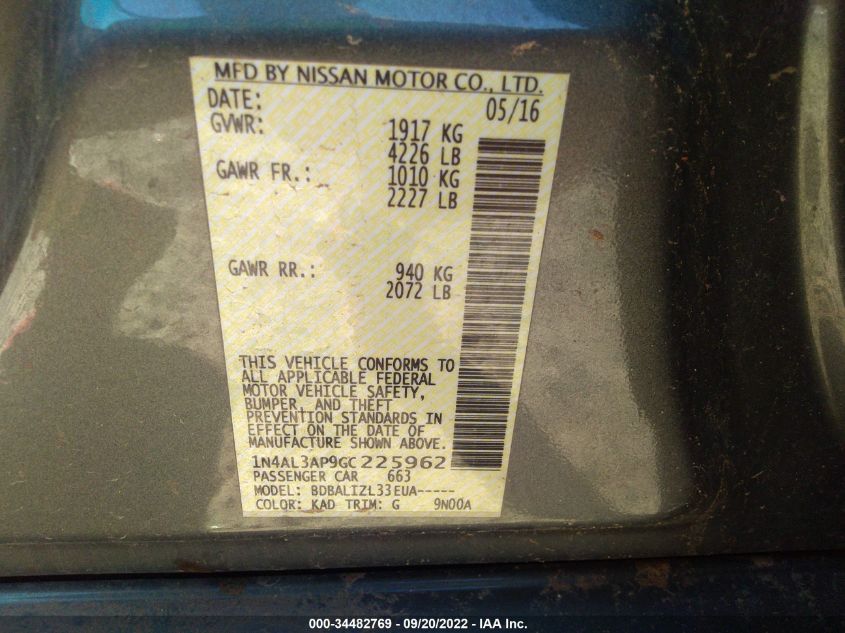 MFD BY NISSAN MOTOR CO., LTD.
DATE: 05/16
GVWR: 1917 KG
4226 LB
GAWR FR.: 1010 KG
2227 LB
GAWR RR.: 940 KG
2072 LB
THIS VEHICLE CONFORMS TO
ALL APPLICABLE FEDERAL
MOTOR VEHICLE SAFETY,
BUMPER, AND THEFT
PREVENTION STANDARDS IN
EFFECT ON THE DATE OF
MANUFACTURE SHOWN ABOVE.
1N4AL3AP9GC225962
PASSENGER CAR 663
MODEL: BDBALIZL33EUA-----
COLOR: KAD TRIM: G 9N00A
000-34482769 - 09/20/2022 - IAA Inc.